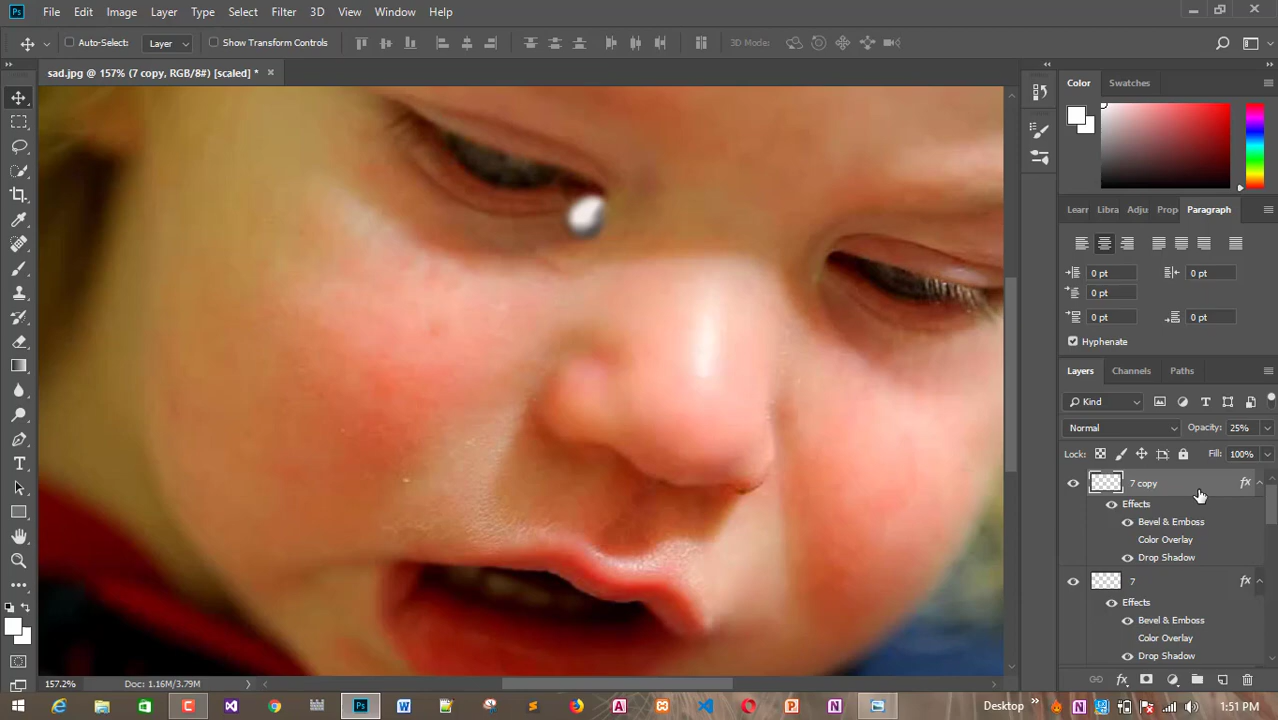 Ps File Edit Image Layer Type Select Filter 3D View Window Help
Auto-Select: Layer Show Transform Controls 3D Mode:
sad.jpg @ 157% (7 copy, RGB/8#) [scaled] * ×
Color Swatches
Learr Libra Adju Prop Paragraph
0 pt 0 pt
0 pt
0 pt 0 pt
Hyphenate
Layers Channels Paths
Kind
Normal Opacity: 25%
Lock: Fill: 100%
7 copy fx
Effects
Bevel & Emboss
Color Overlay
Drop Shadow
7 fx
Effects
Bevel & Emboss
Color Overlay
Drop Shadow
157.2% Doc: 1.16M/3.79M
Desktop 1:51 PM